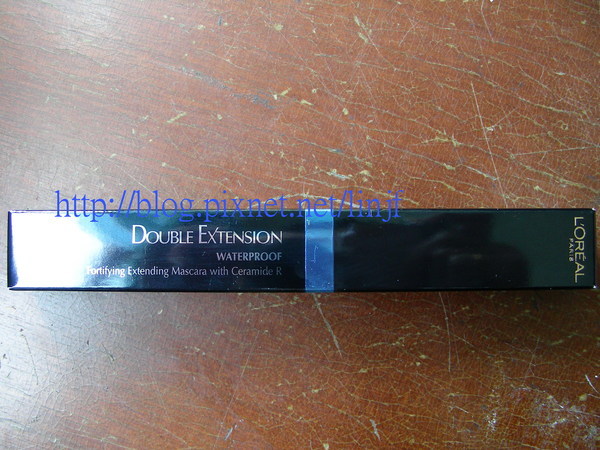 http://blog.pixnet.net/linjf
DOUBLE EXTENSION
WATERPROOF
Fortifying Extending Mascara with Ceramide R
L'ORÉAL
PARIS